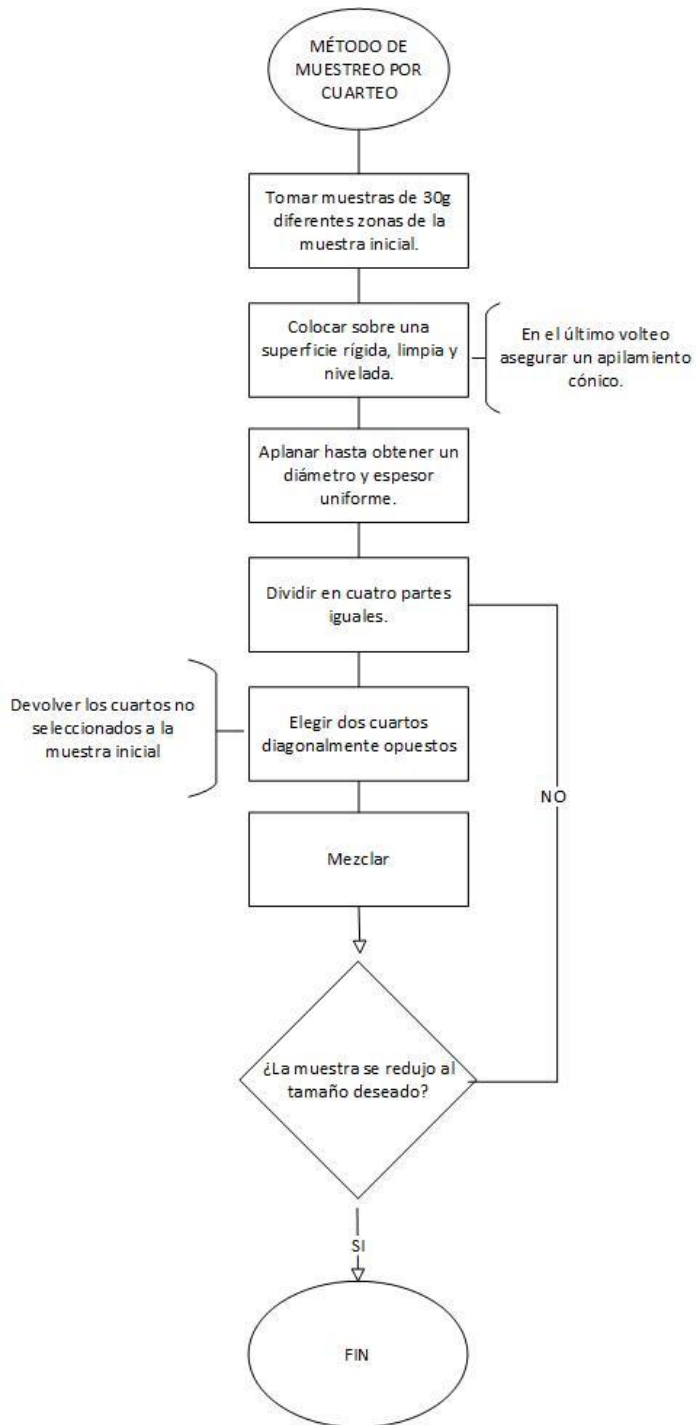 MÉTODO DE
MUESTREO POR
CUARTEO
Tomar muestras de 30g
diferentes zonas de la
muestra inicial.
Colocar sobre una
superficie rígida, limpia y
nivelada.
En el último volteo
asegurar un apilamiento
cónico.
Aplanar hasta obtener un
diámetro y espesor
uniforme.
Dividir en cuatro partes
iguales.
Devolver los cuartos no
seleccionados a la
muestra inicial
Elegir dos cuartos
diagonalmente opuestos
NO
Mezclar
¿La muestra se redujo al
tamaño deseado?
SI
FIN